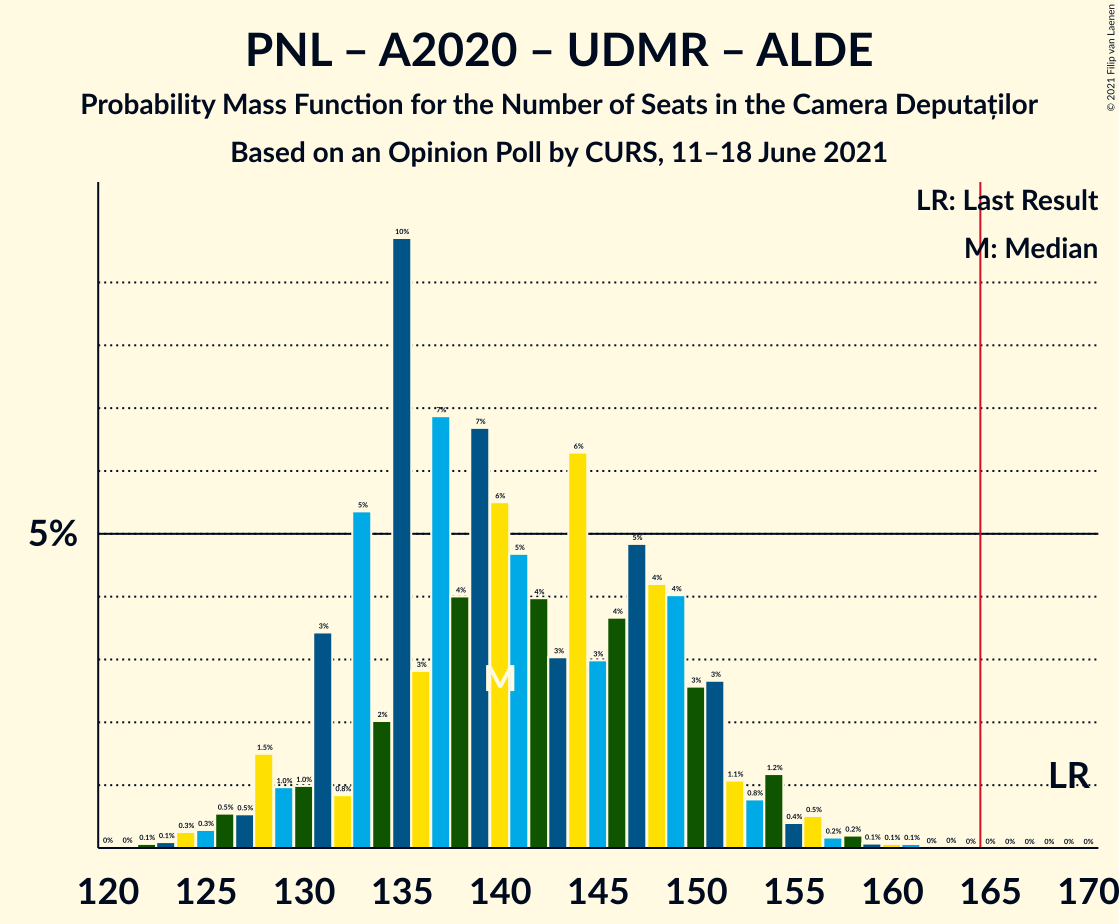 PNL – A2020 – UDMR – ALDE
Probability Mass Function for the Number of Seats in the Camera Deputaților
Based on an Opinion Poll by CURS, 11–18 June 2021
© 2021 Filip van Laenen
LR: Last Result
M: Median
5%
0% 0% 0.1% 0.1% 0.3% 0.3% 0.5% 0.5% 1.5% 1.0% 1.0% 3% 0.8% 5% 2% 10% 3% 7% 4% 7% 6% 5% 4% 3% 6% 3% 4% 5% 4% 4% 3% 3% 1.1% 0.8% 1.2% 0.4% 0.5% 0.2% 0.2% 0.1% 0.1% 0.1% 0% 0% 0% 0% 0% 0% 0% 0% 0%
M
LR
120 125 130 135 140 145 150 155 160 165 170